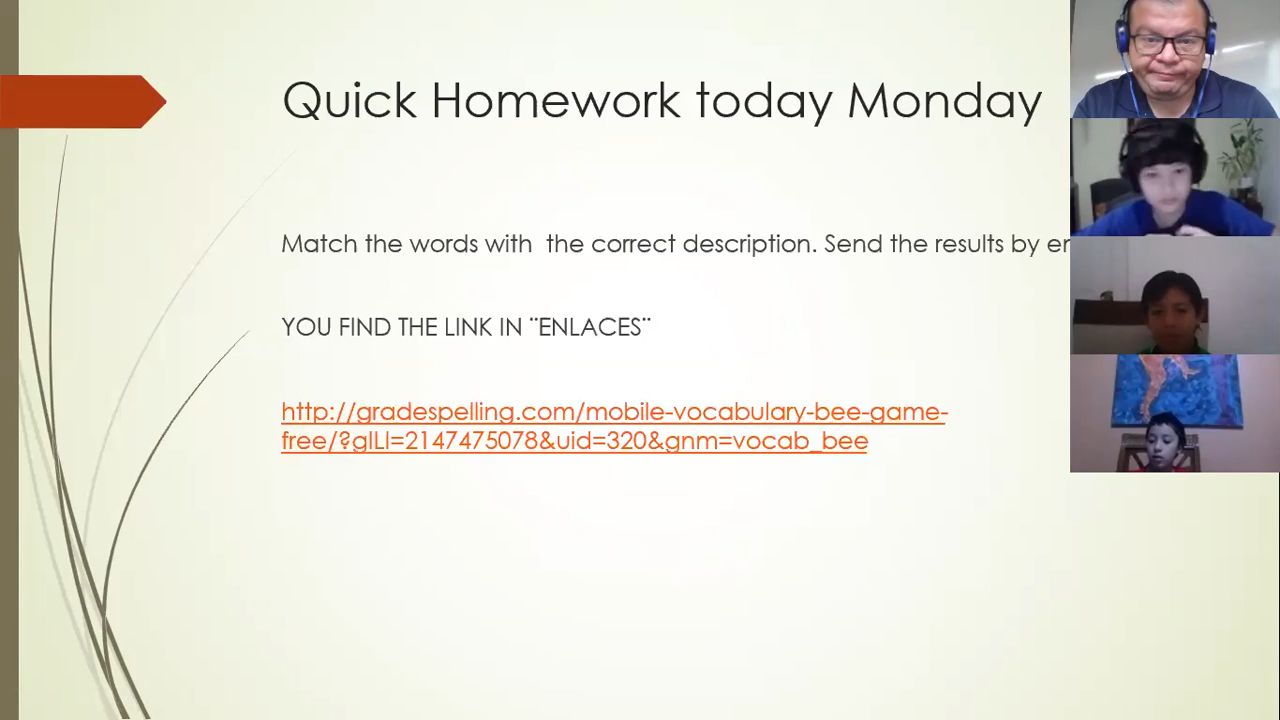 Quick Homework today Monday
Match the words with the correct description. Send the results by
YOU FIND THE LINK IN ¨ENLACES¨
http://gradespelling.com/mobile-vocabulary-bee-game-
free/?glLI=2147475078&uid=320&gnm=vocab_bee